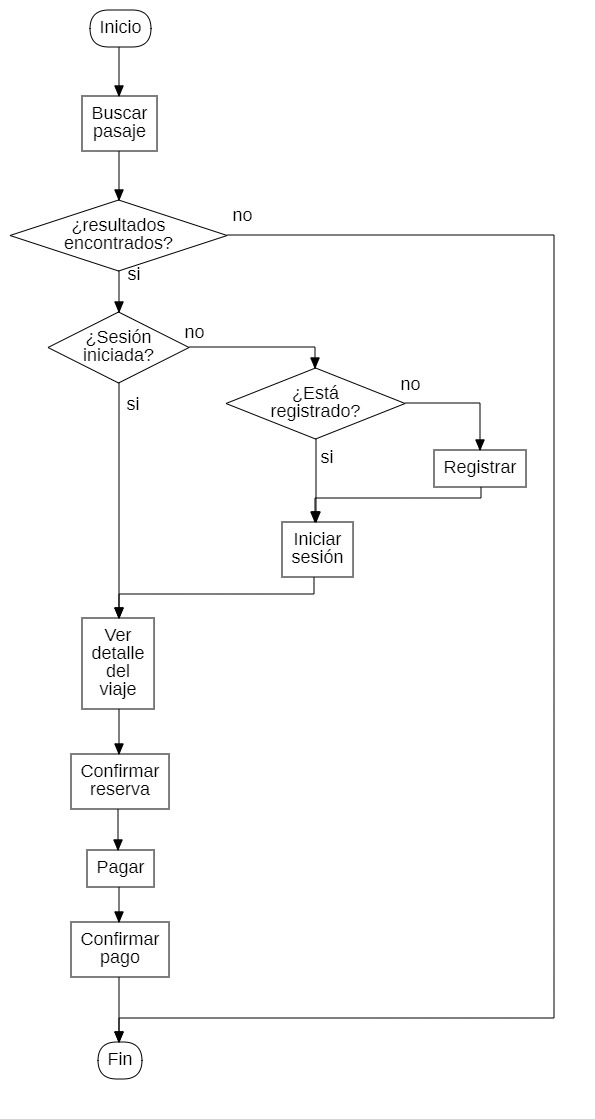 Inicio
Buscar
pasaje
¿resultados
encontrados?
no
si
¿Sesión
iniciada?
no
si
¿Está
registrado?
no
si
Registrar
Iniciar
sesión
Ver
detalle
del
viaje
Confirmar
reserva
Pagar
Confirmar
pago
Fin